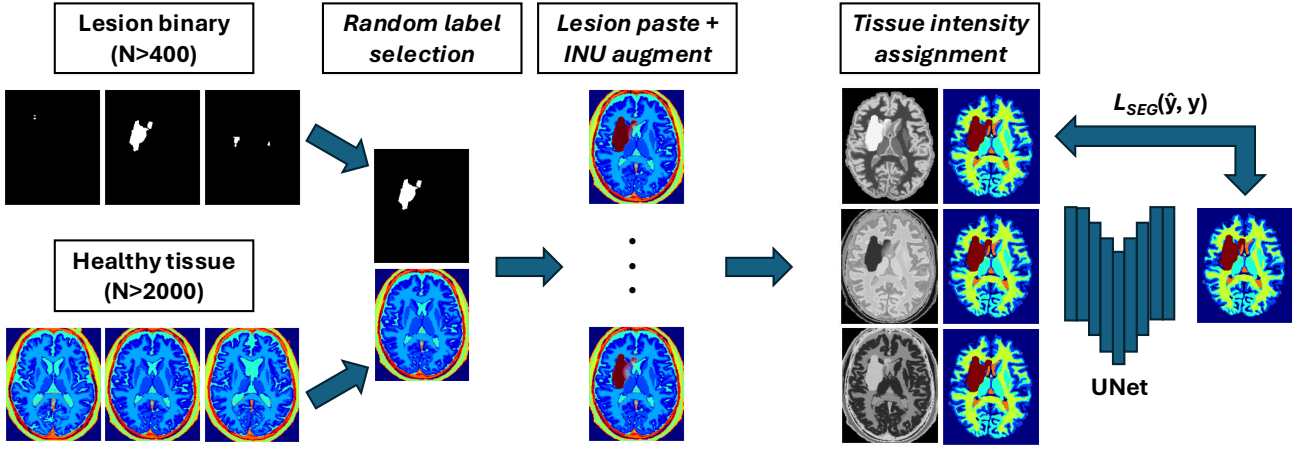 Lesion binary
(N>400)
Random label
selection
Lesion paste +
INU augment
Tissue intensity
assignment
L_SEG(ŷ, y)
Healthy tissue
(N>2000)
UNet